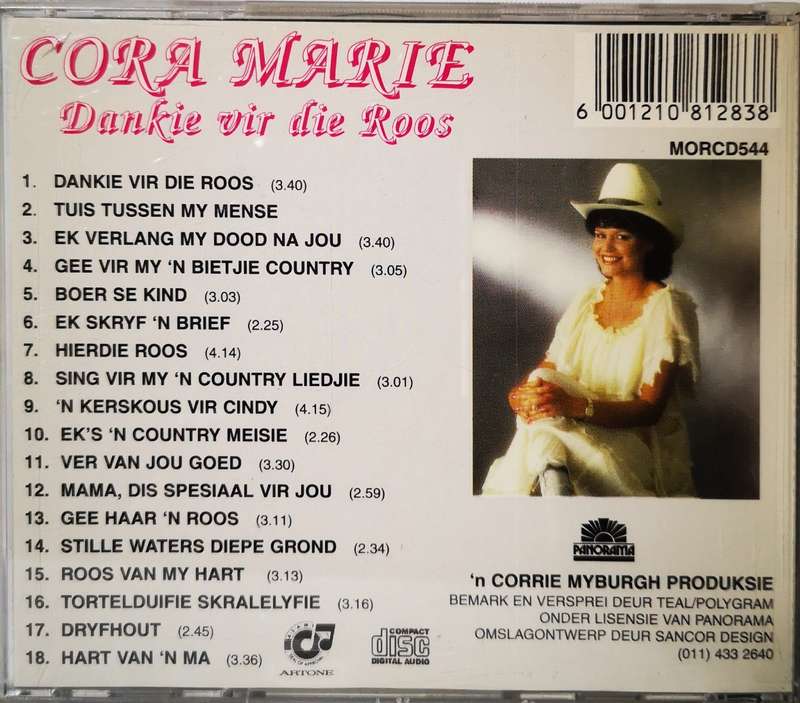 CORA MARIE
Dankie vir die Roos
6 001210 812838
MORCD544
1. DANKIE VIR DIE ROOS (3.40)
2. TUIS TUSSEN MY MENSE
3. EK VERLANG MY DOOD NA JOU (3.40)
4. GEE VIR MY 'N BIETJIE COUNTRY (3.05)
5. BOER SE KIND (3.03)
6. EK SKRYF 'N BRIEF (2.25)
7. HIERDIE ROOS (4.14)
8. SING VIR MY 'N COUNTRY LIEDJIE (3.01)
9. 'N KERSKOUS VIR CINDY (4.15)
10. EK'S 'N COUNTRY MEISIE (2.26)
11. VER VAN JOU GOED (3.30)
12. MAMA, DIS SPESIAAL VIR JOU (2.59)
13. GEE HAAR 'N ROOS (3.11)
14. STILLE WATERS DIEPE GROND (2.34)
15. ROOS VAN MY HART (3.13)
16. TORTELDUIFIE SKRALELYFIE (3.16)
17. DRYFHOUT (2.45)
18. HART VAN 'N MA (3.36)
ARTONE
COMPACT
disc
DIGITAL AUDIO
PANORAMA
'n CORRIE MYBURGH PRODUKSIE
BEMARK EN VERSPREI DEUR TEAL/POLYGRAM
ONDER LISENSIE VAN PANORAMA
OMSLAGONTWERP DEUR SANCOR DESIGN
(011) 433 2640